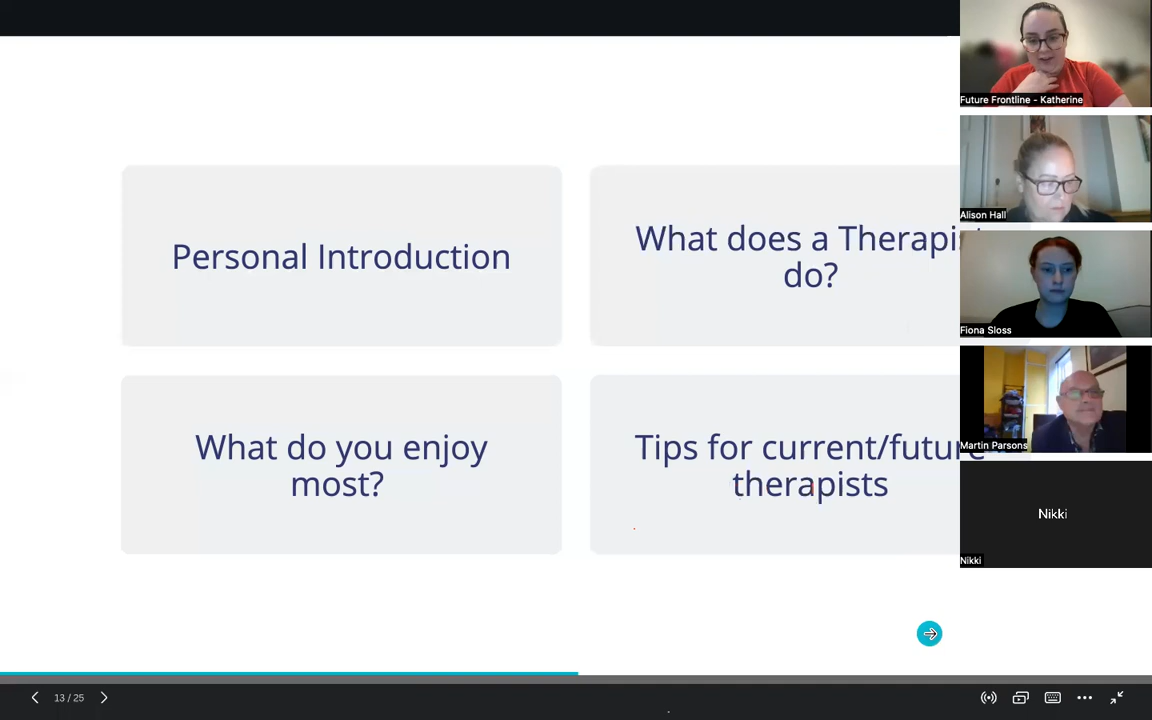 Personal Introduction
What does a Therapist
do?
What do you enjoy
most?
Tips for current/future
therapists
Future Frontline - Katherine
Alison Hall
Fiona Sloss
Martin Parsons
Nikki
Nikki
13 / 25